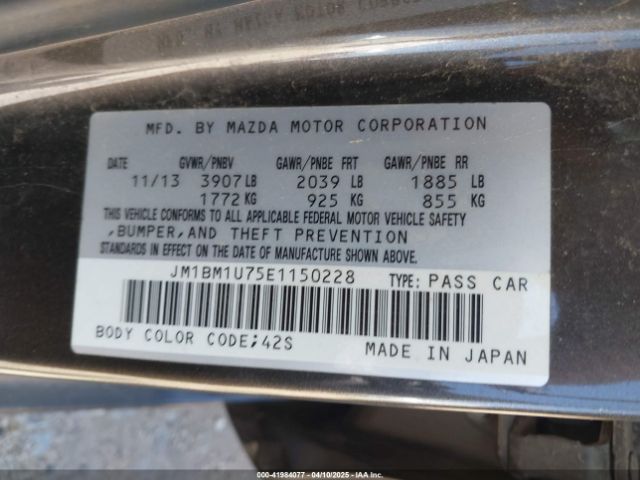 MFD. BY MAZDA MOTOR CORPORATION
DATE GVWR/PNBV GAWR/PNBE FRT GAWR/PNBE RR
11/13 3907 LB 2039 LB 1885 LB
1772 KG 925 KG 855 KG
THIS VEHICLE CONFORMS TO ALL APPLICABLE FEDERAL MOTOR VEHICLE SAFETY
,BUMPER,AND THEFT PREVENTION
STANDARDS IN EFFECT ON THE DATE OF MANUFACTURE SHOWN ABOVE.
JM1BM1U75E1150228 TYPE: PASS CAR
BODY COLOR CODE;42S MADE IN JAPAN
000-41984077 - 04/10/2025 - IAAI, Inc.